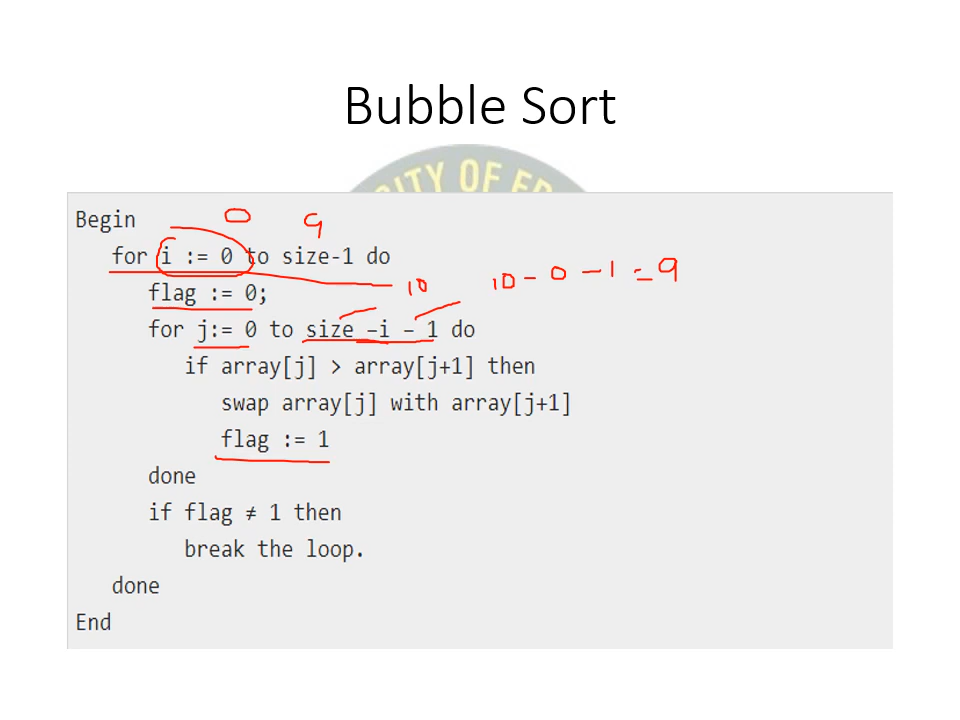 Bubble Sort
ITY OF
Begin
0 9
for i := 0 to size-1 do
10 10 - 0 - 1 = 9
flag := 0;
for j:= 0 to size –i – 1 do
if array[j] > array[j+1] then
swap array[j] with array[j+1]
flag := 1
done
if flag ≠ 1 then
break the loop.
done
End